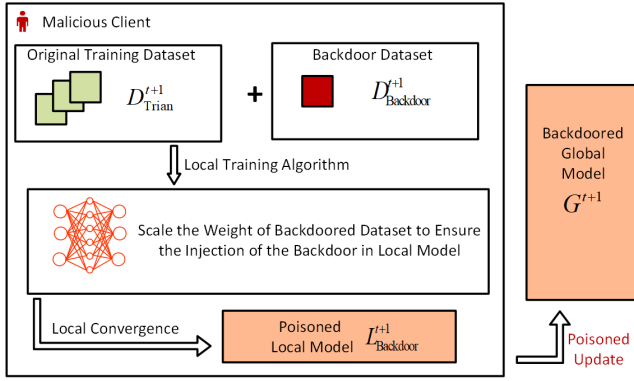 Malicious Client
Original Training Dataset
D^{t+1}_{Trian}
+
Backdoor Dataset
D^{t+1}_{Backdoor}
Local Training Algorithm
Scale the Weight of Backdoored Dataset to Ensure
the Injection of the Backdoor in Local Model
Local Convergence
Poisoned
Local Model L^{t+1}_{Backdoor}
Backdoored
Global
Model
G^{t+1}
Poisoned
Update